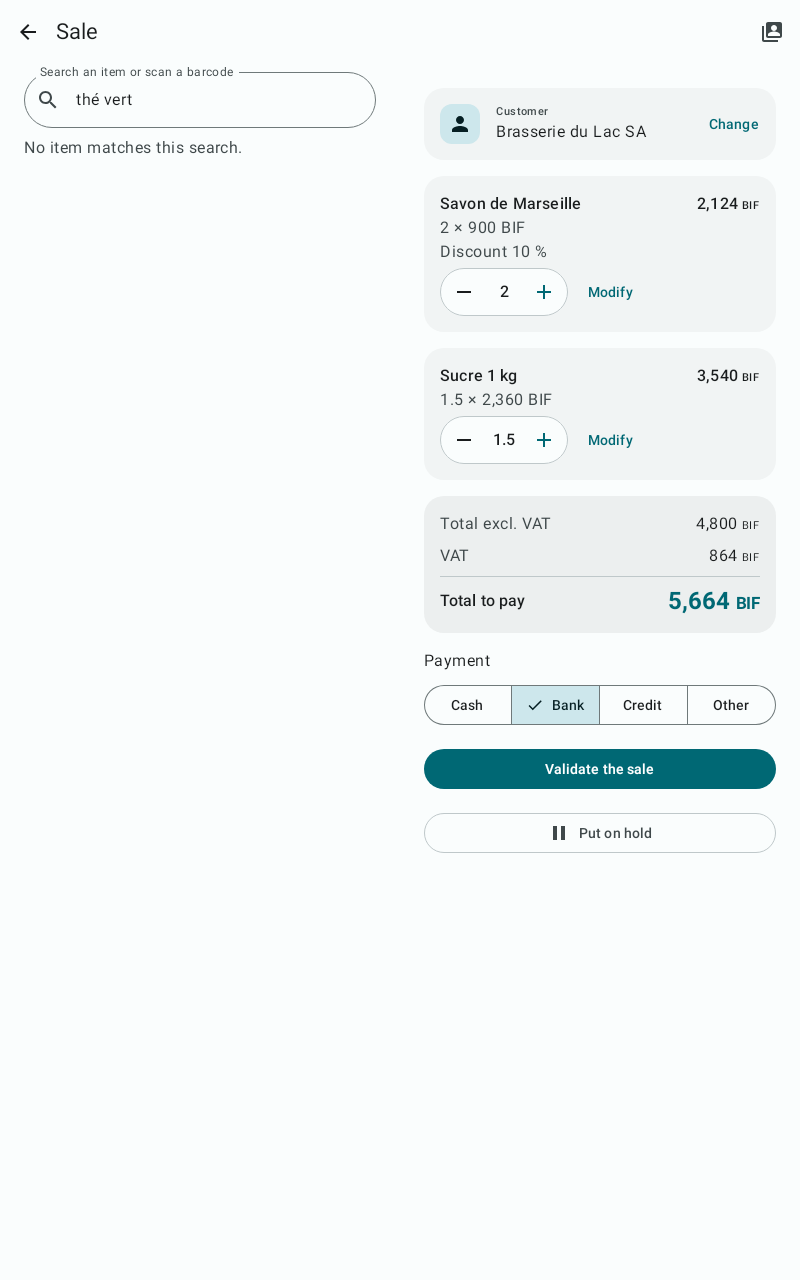 Sale
Search an item or scan a barcode
thé vert
No item matches this search.
Customer
Brasserie du Lac SA
Change
Savon de Marseille
2,124 BIF
2 × 900 BIF
Discount 10 %
2
Modify
Sucre 1 kg
3,540 BIF
1.5 × 2,360 BIF
1.5
Modify
Total excl. VAT
4,800 BIF
VAT
864 BIF
Total to pay
5,664 BIF
Payment
Cash
Bank
Credit
Other
Validate the sale
Put on hold